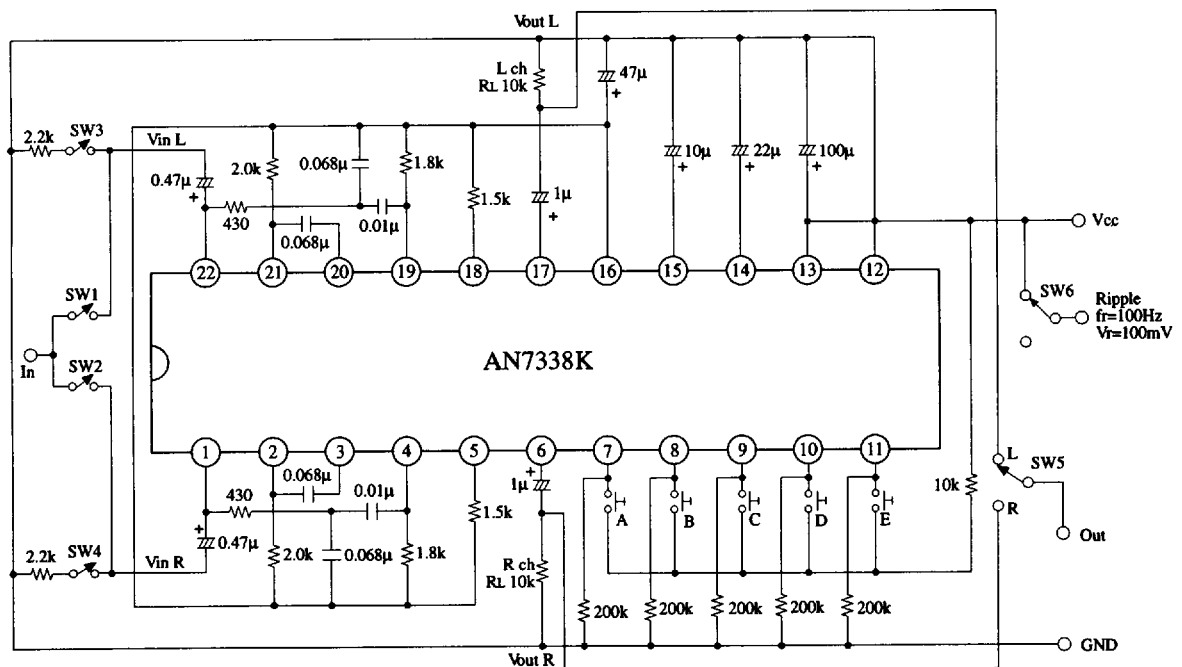 Vout L
L ch
RL 10k
47μ
+
2.2k
SW3
Vin L
0.47μ
+
2.0k
0.068μ
1.8k
430
0.068μ
0.01μ
1.5k
1μ
+
10μ
+
22μ
+
100μ
+
Vcc
22
21
20
19
18
17
16
15
14
13
12
SW6
Ripple
fr=100Hz
Vr=100mV
SW1
In
SW2
AN7338K
1
2
3
4
5
6
7
8
9
10
11
L
SW5
R
Out
10k
0.068μ
430
0.01μ
+
1μ
1.5k
A
B
C
D
E
+
0.47μ
2.0k
0.068μ
1.8k
2.2k
SW4
Vin R
R ch
RL 10k
200k
200k
200k
200k
200k
GND
Vout R